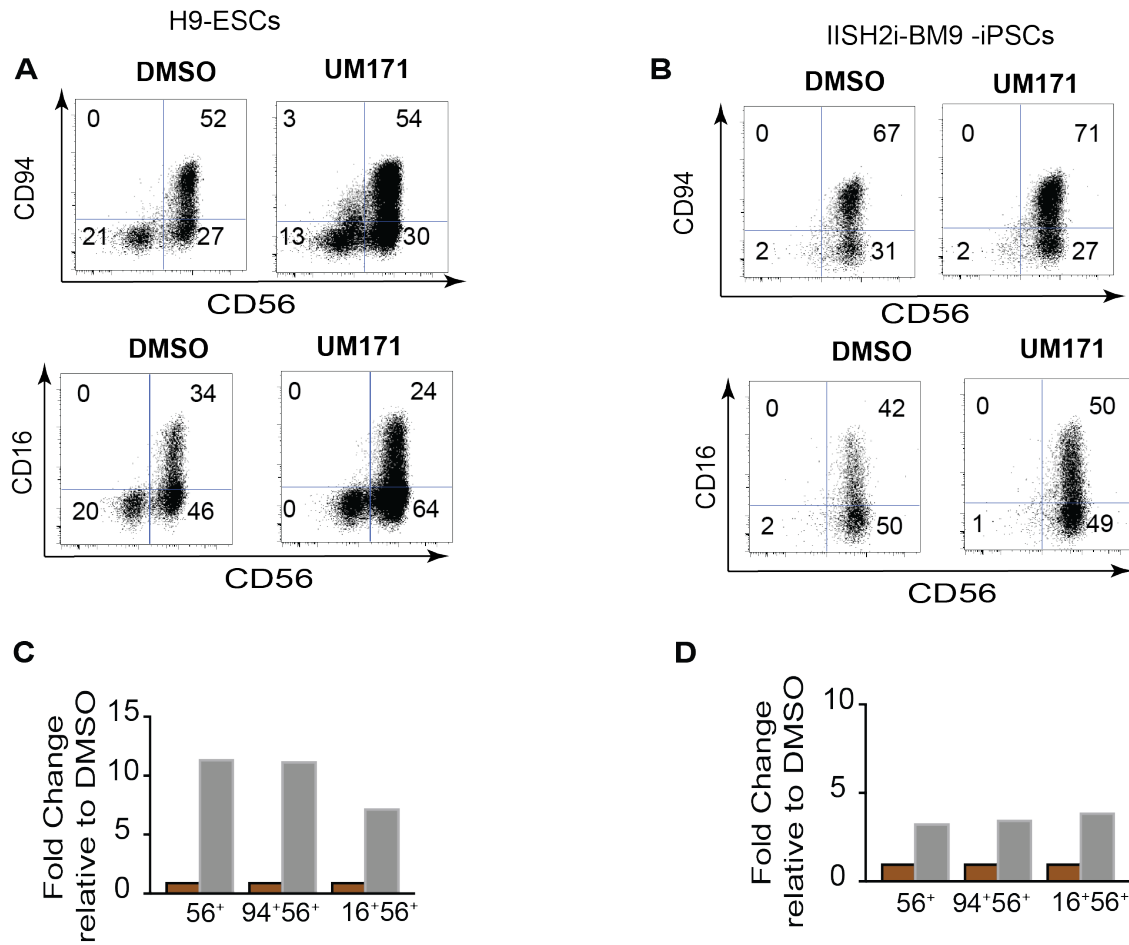 H9-ESCs
IISH2i-BM9 -iPSCs
A
DMSO
UM171
B
DMSO
UM171
CD94
0
52
21
27
3
54
13
30
CD56
CD94
0
67
2
31
0
71
2
27
CD56
DMSO
UM171
DMSO
UM171
CD16
0
34
20
46
0
24
0
64
CD56
CD16
0
42
2
50
0
50
1
49
CD56
C
Fold Change
relative to DMSO
15
10
5
0
56⁺
94⁺56⁺
16⁺56⁺
D
Fold Change
relative to DMSO
10
5
0
56⁺
94⁺56⁺
16⁺56⁺